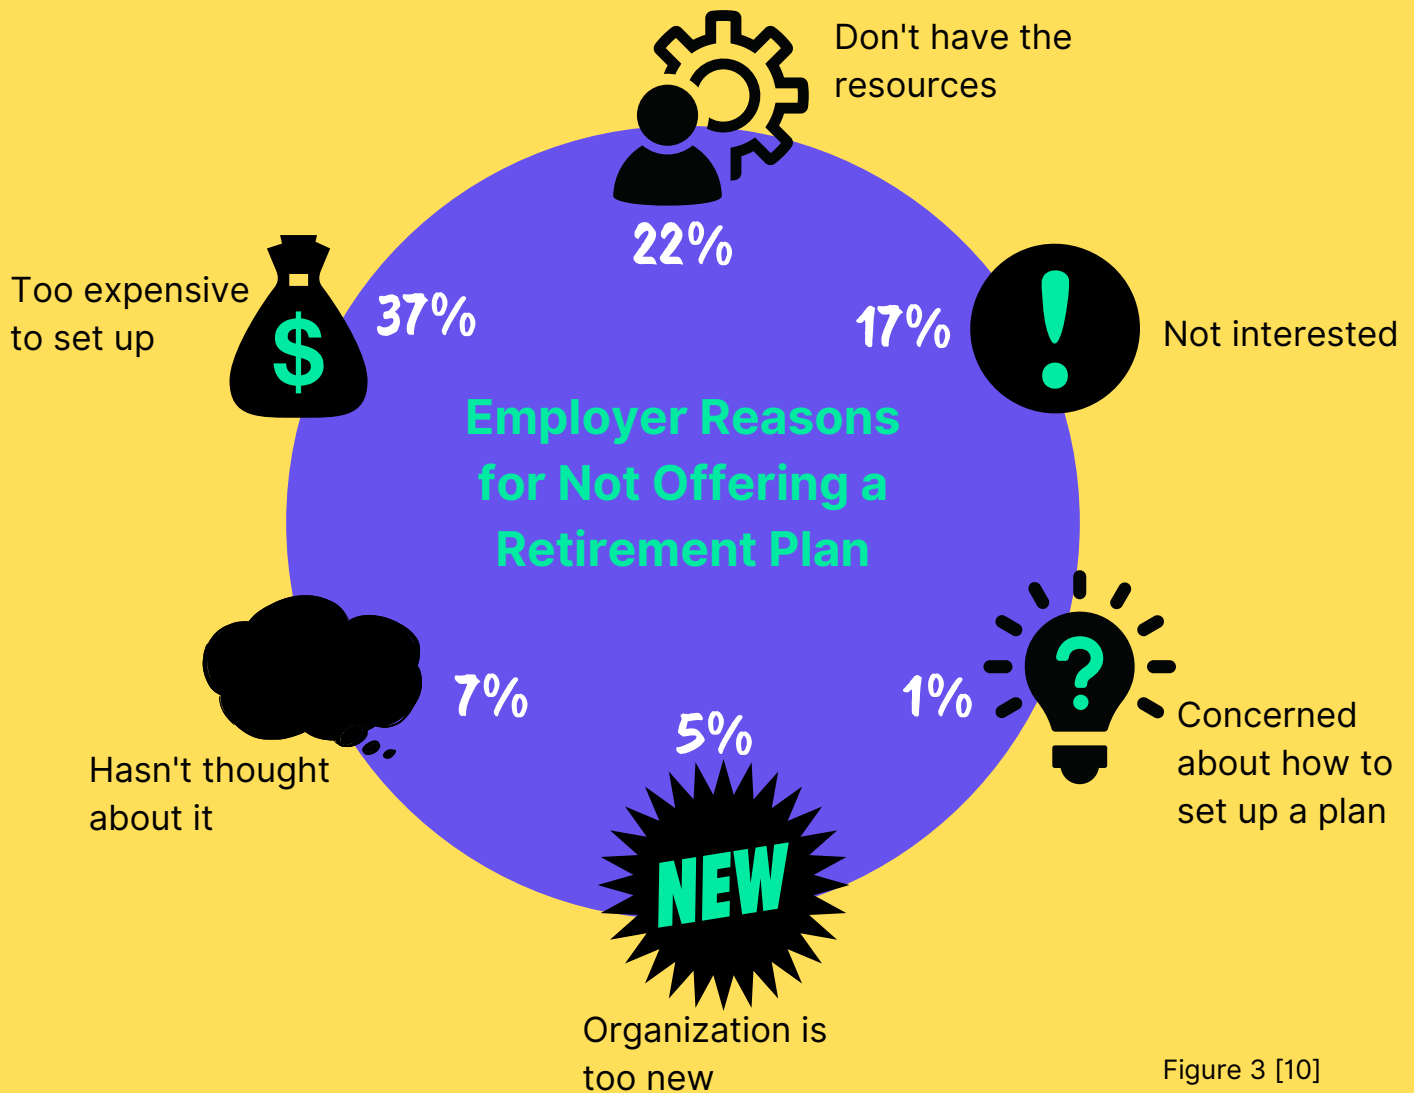 Don't have the
resources
22%
Too expensive
to set up
$
37%
17%
!
Not interested
Employer Reasons
for Not Offering a
Retirement Plan
7%
Hasn't thought
about it
5%
NEW
Organization is
too new
1%
?
Concerned
about how to
set up a plan
Figure 3 [10]